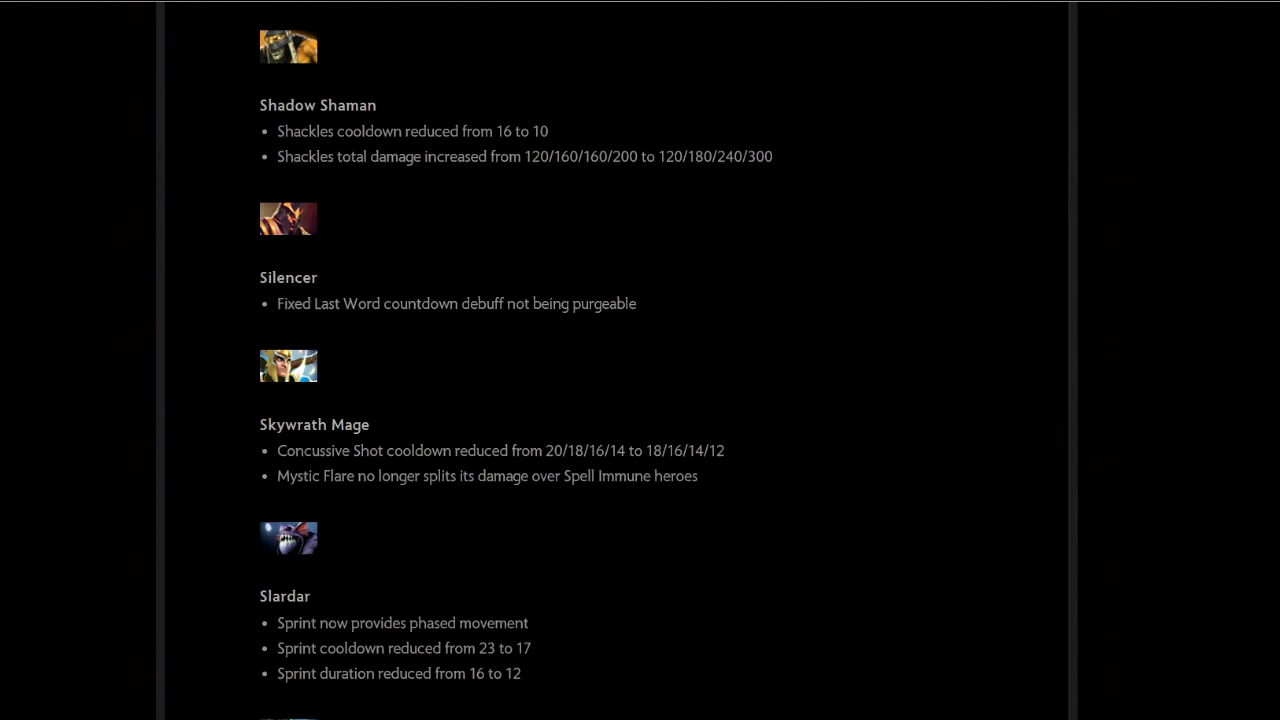 Shadow Shaman
• Shackles cooldown reduced from 16 to 10
• Shackles total damage increased from 120/160/160/200 to 120/180/240/300
Silencer
• Fixed Last Word countdown debuff not being purgeable
Skywrath Mage
• Concussive Shot cooldown reduced from 20/18/16/14 to 18/16/14/12
• Mystic Flare no longer splits its damage over Spell Immune heroes
Slardar
• Sprint now provides phased movement
• Sprint cooldown reduced from 23 to 17
• Sprint duration reduced from 16 to 12